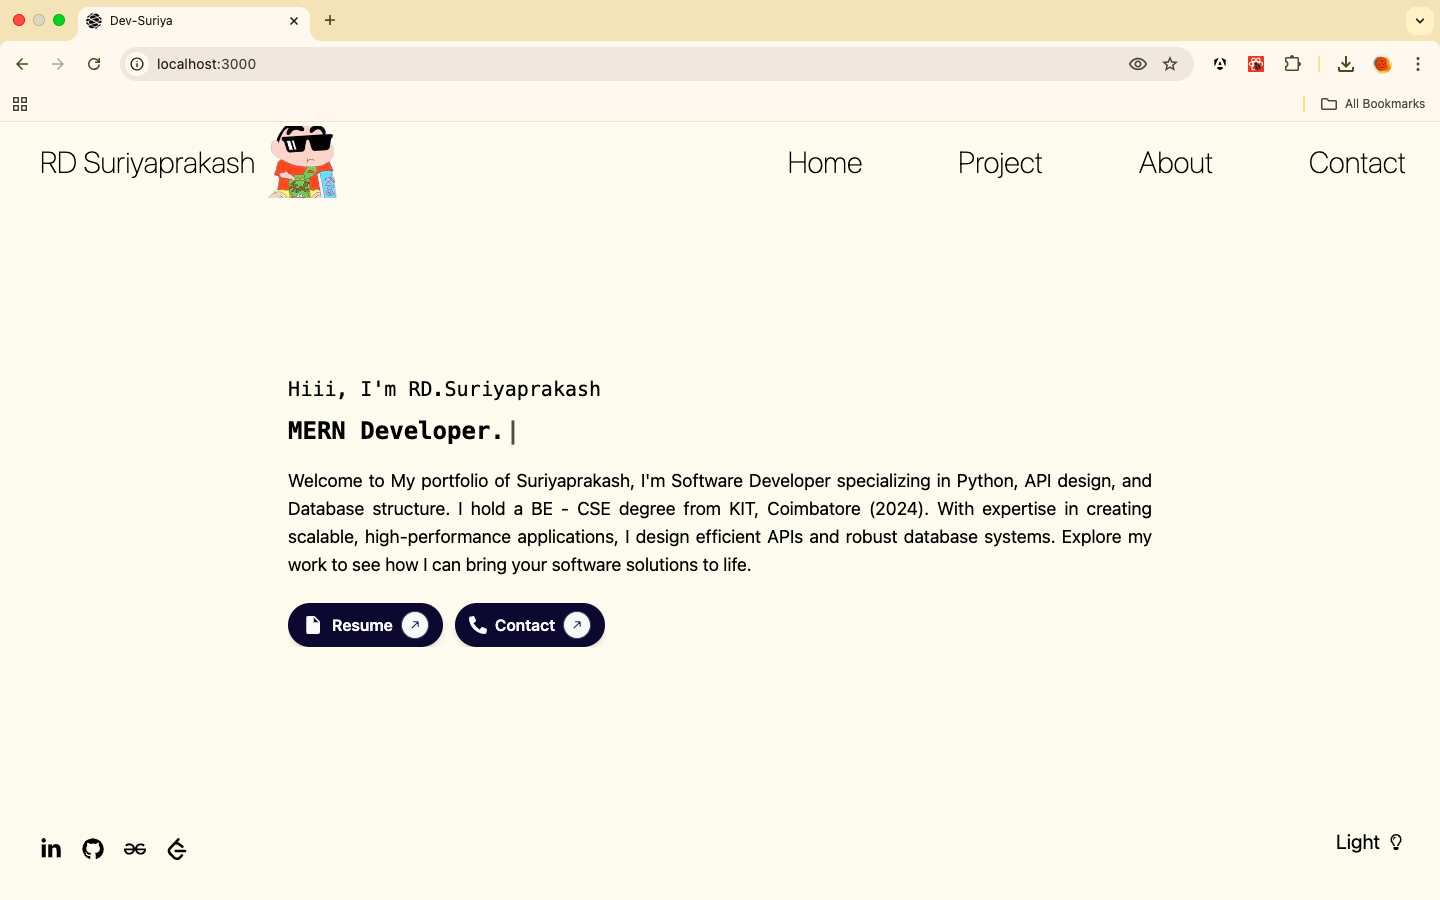 Dev-Suriya
localhost:3000
All Bookmarks
RD Suriyaprakash
Home
Project
About
Contact
Hiii, I'm RD.Suriyaprakash
MERN Developer.|
Welcome to My portfolio of Suriyaprakash, I'm Software Developer specializing in Python, API design, and
Database structure. I hold a BE - CSE degree from KIT, Coimbatore (2024). With expertise in creating
scalable, high-performance applications, I design efficient APIs and robust database systems. Explore my
work to see how I can bring your software solutions to life.
Resume
Contact
in
Light